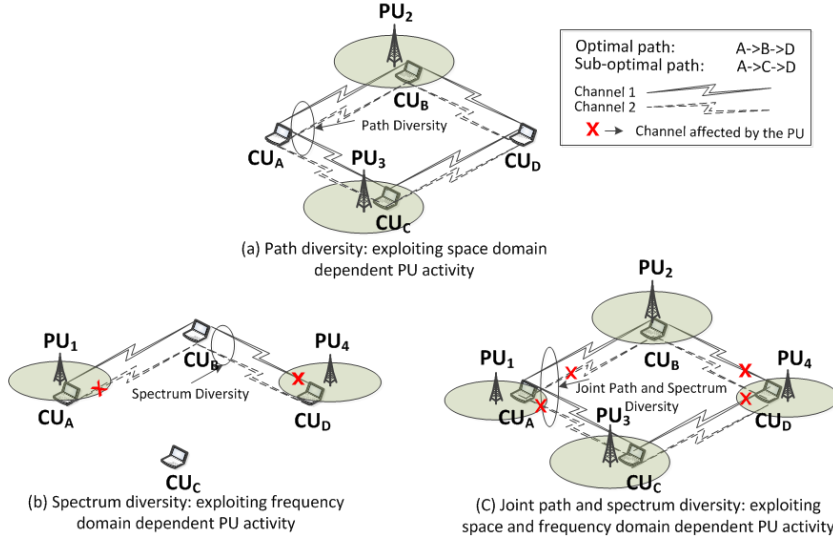 PU2
CUB
Path Diversity
CUA
CUD
PU3
CUC
(a) Path diversity: exploiting space domain
dependent PU activity
Optimal path: A->B->D
Sub-optimal path: A->C->D
Channel 1
Channel 2
X Channel affected by the PU
PU1
CUB
PU4
X
X
Spectrum Diversity
CUA
CUD
CUC
(b) Spectrum diversity: exploiting frequency
domain dependent PU activity
PU2
PU1
CUB
PU4
X
X
X
X
Joint Path and Spectrum
Diversity
CUA
CUD
PU3
CUC
(C) Joint path and spectrum diversity: exploiting
space and frequency domain dependent PU activity